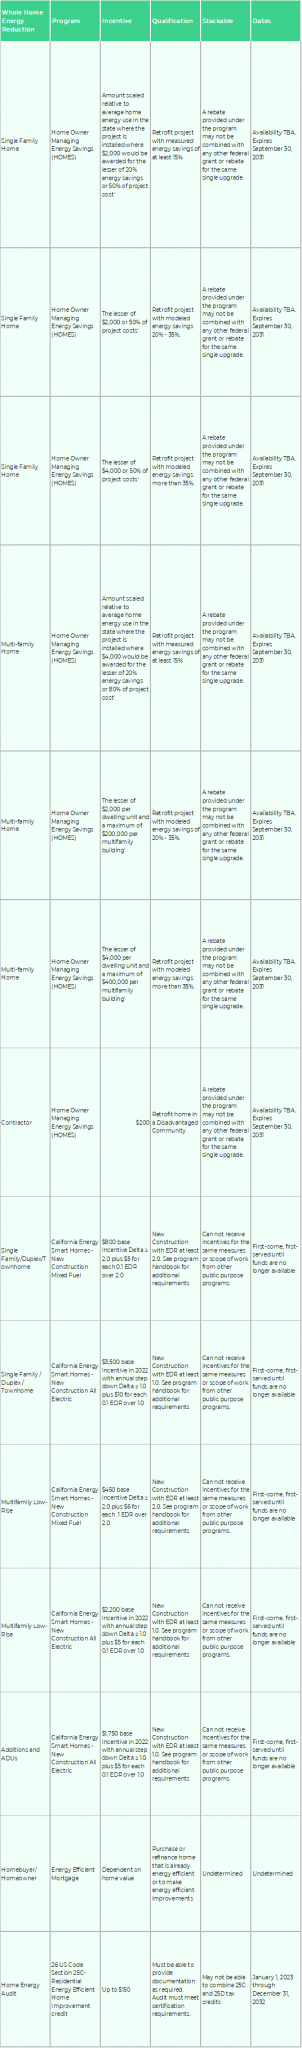 Whole Home
Energy
Reduction
Program
Incentive
Qualification
Stackable
Dates
Single Family
Home
Home Owner
Managing
Energy Savings
(HOMES)
Amount scaled
relative to
average home
energy use in the
state where the
project is
installed where
$2,000 would be
awarded for the
lesser of 20%
energy savings
or 50% of project
cost'
Retrofit project
with measured
energy savings of
at least 15%
A rebate
provided under
the program
may not be
combined with
any other federal
grant or rebate
for the same
single upgrade.
Availability TBA.
Expires
September 30,
2031
Single Family
Home
Home Owner
Managing
Energy Savings
(HOMES)
The lesser of
$2,000 or 50% of
project costs'
Retrofit project
with modeled
energy savings
20% - 35%.
A rebate
provided under
the program
may not be
combined with
any other federal
grant or rebate
for the same
single upgrade.
Availability TBA.
Expires
September 30,
2031
Single Family
Home
Home Owner
Managing
Energy Savings
(HOMES)
The lesser of
$4,000 or 50% of
project costs'
Retrofit project
with modeled
energy savings
more than 35%.
A rebate
provided under
the program
may not be
combined with
any other federal
grant or rebate
for the same
single upgrade.
Availability TBA.
Expires
September 30,
2031
Multi-family
Home
Home Owner
Managing
Energy Savings
(HOMES)
Amount scaled
relative to
average home
energy use in the
state where the
project is
installed where
$4,000 would be
awarded for the
lesser of 20%
energy savings
or 80% of project
cost'
Retrofit project
with measured
energy savings of
at least 15%
A rebate
provided under
the program
may not be
combined with
any other federal
grant or rebate
for the same
single upgrade.
Availability TBA.
Expires
September 30,
2031
Multi-family
Home
Home Owner
Managing
Energy Savings
(HOMES)
The lesser of
$2,000 per
dwelling unit and
a maximum of
$200,000 per
multifamily
building'
Retrofit project
with modeled
energy savings of
20% - 35%.
A rebate
provided under
the program
may not be
combined with
any other federal
grant or rebate
for the same
single upgrade.
Availability TBA.
Expires
September 30,
2031
Multi-family
Home
Home Owner
Managing
Energy Savings
(HOMES)
The lesser of
$4,000 per
dwelling unit and
a maximum of
$400,000 per
multifamily
building'
Retrofit project
with modeled
energy savings
more than 35%.
A rebate
provided under
the program
may not be
combined with
any other federal
grant or rebate
for the same
single upgrade.
Availability TBA.
Expires
September 30,
2031
Contractor
Home Owner
Managing
Energy Savings
(HOMES)
$200
Retrofit home in
a Disadvantaged
Community
A rebate
provided under
the program
may not be
combined with
any other federal
grant or rebate
for the same
single upgrade.
Availability TBA.
Expires
September 30,
2031
Single
Family/Duplex/T
ownhome
California Energy
Smart Homes -
New
Construction
Mixed Fuel
$800 base
Incentive Delta ≥
2.0 plus $5 for
each 0.1 EDR
over 2.0
New
Construction
with EDR at least
2.0. See program
handbook for
additional
requirements
Can not receive
incentives for the
same measures
or scope of work
from other
public purpose
programs.
First-come, first-
served until
funds are no
longer available
Single Family /
Duplex /
Townhome
California Energy
Smart Homes -
New
Construction All
Electric
$3,500 base
Incentive in 2022
with annual step
down Delta ≥ 1.0
plus $10 for each
0.1 EDR over 1.0
New
Construction
with EDR at least
1.0. See program
handbook for
additional
requirements
Can not receive
incentives for the
same measures
or scope of work
from other
public purpose
programs.
First-come, first-
served until
funds are no
longer available
Multifamily Low-
Rise
California Energy
Smart Homes -
New
Construction
Mixed Fuel
$450 base
Incentive Delta ≥
2.0 plus $6 for
each .1 EDR over
2.0
New
Construction
with EDR at least
2.0. See program
handbook for
additional
requirements
Can not receive
incentives for the
same measures
or scope of work
from other
public purpose
programs.
First-come, first-
served until
funds are no
longer available
Multifamily Low-
Rise
California Energy
Smart Homes -
New
Construction All
Electric
$2,200 base
Incentive in 2022
with annual step
down Delta ≥ 1.0
plus $5 for each
0.1 EDR over 1.0
New
Construction
with EDR at least
1.0. See program
handbook for
additional
requirements
Can not receive
incentives for the
same measures
or scope of work
from other
public purpose
programs.
First-come, first-
served until
funds are no
longer available
Additions and
ADUs
California Energy
Smart Homes -
New
Construction All
Electric
$1,750 base
Incentive in 2022
with annual step
down Delta ≥ 1.0
plus $5 for each
0.1 EDR over 1.0
New
Construction
with EDR at least
1.0. See program
handbook for
additional
requirements
Can not receive
incentives for the
same measures
or scope of work
from other
public purpose
programs.
First-come, first-
served until
funds are no
longer available
Homebuyer/
Homeowner
Energy Efficient
Mortgage
Dependent on
home value
Purchase or
refinance home
that is already
energy efficient
or to make
energy efficient
improvements
Undetermined
Undetermined
Home Energy
Audit
26 US Code
Section 25C-
Residential
Energy Efficient
Home
Improvement
credit
Up to $150
Must be able to
provide
documentation
as required.
Audit must meet
certification
requirements.
May not be able
to combine 25C
and 25D tax
credits
January 1, 2023
through
December 31,
2032